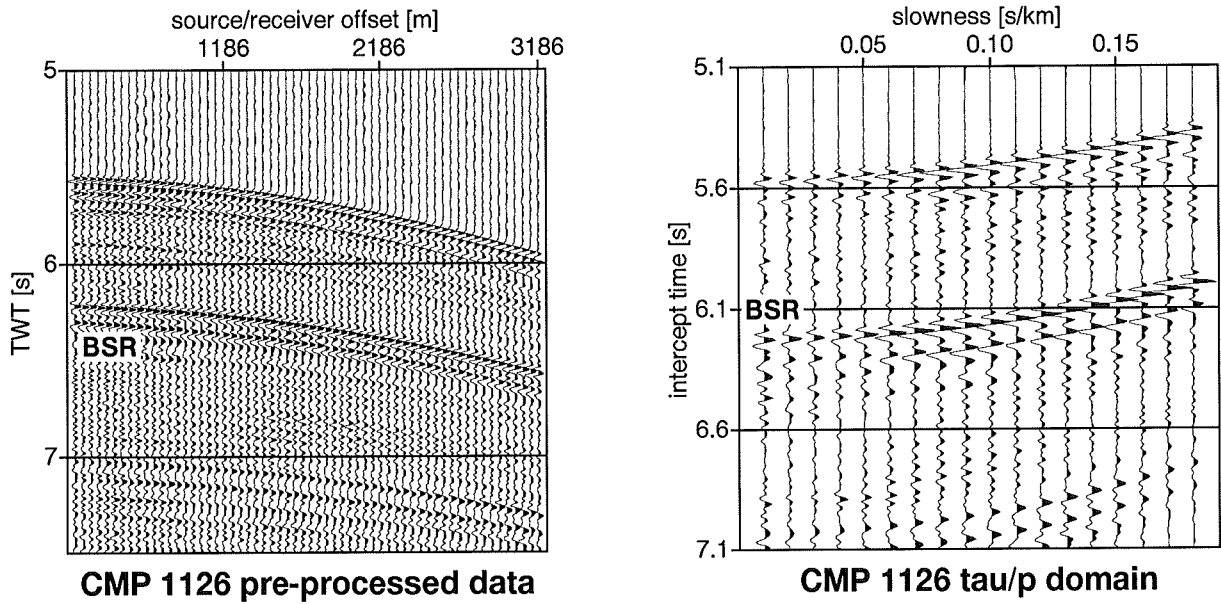 source/receiver offset [m]
1186 2186 3186
5
6
7
TWT [s]
BSR
CMP 1126 pre-processed data
slowness [s/km]
0.05 0.10 0.15
5.1
5.6
6.1
6.6
7.1
intercept time [s]
BSR
CMP 1126 tau/p domain